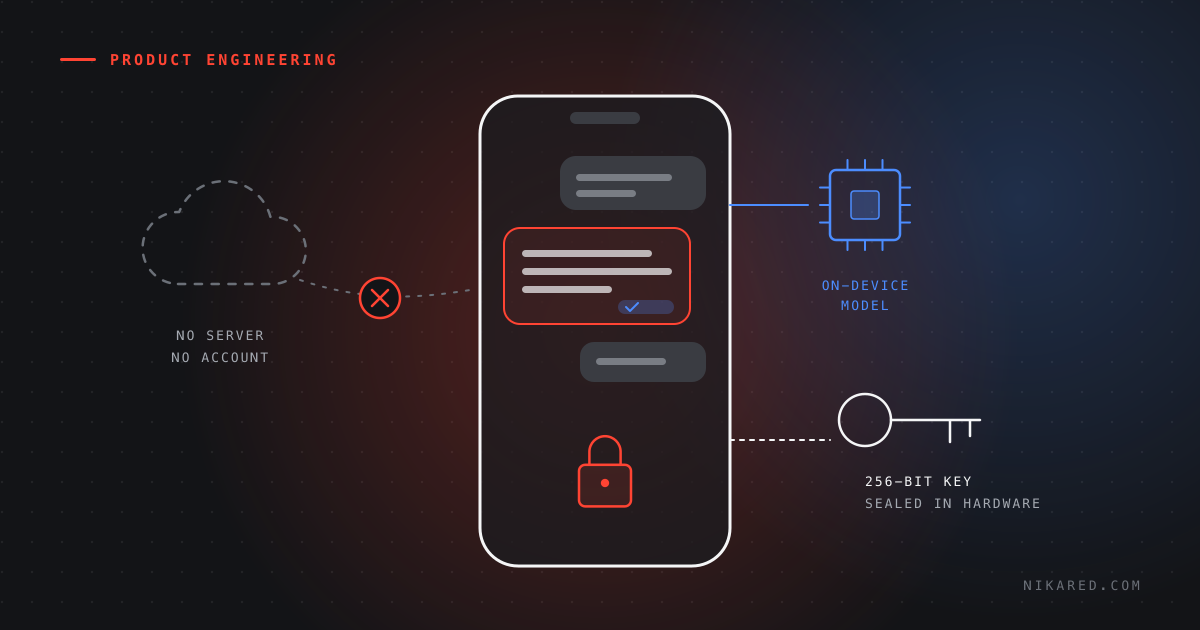 PRODUCT ENGINEERING
NO SERVER
NO ACCOUNT
ON–DEVICE
MODEL
256–BIT KEY
SEALED IN HARDWARE
NIKARED.COM